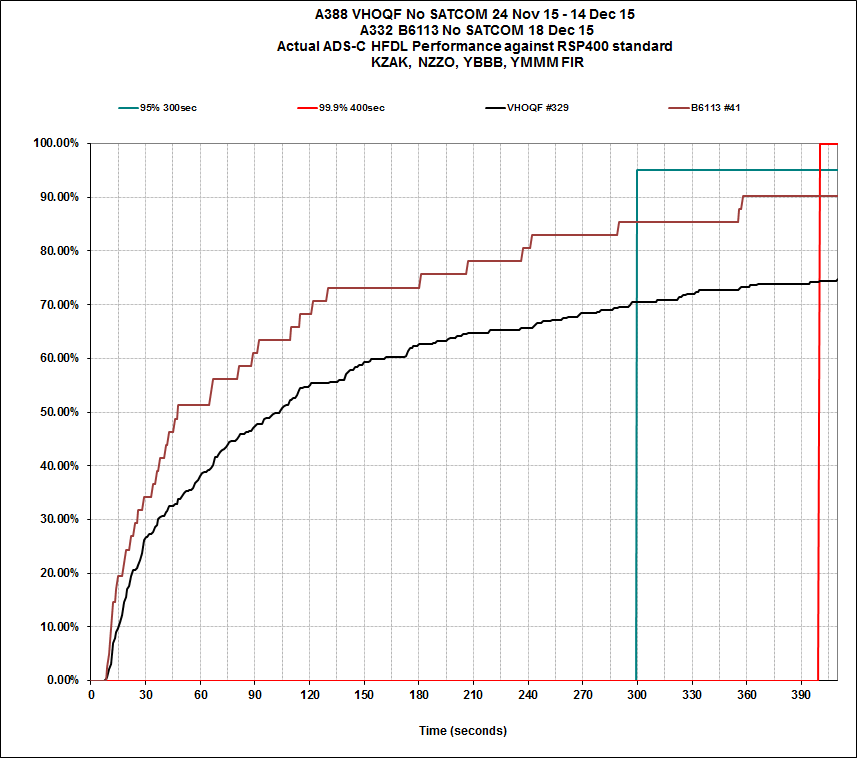 A388 VHOQF No SATCOM 24 Nov 15 - 14 Dec 15
A332 B6113 No SATCOM 18 Dec 15
Actual ADS-C HFDL Performance against RSP400 standard
KZAK, NZZO, YBBB, YMMM FIR
95% 300sec 99.9% 400sec VHOQF #329 B6113 #41
100.00%
90.00%
80.00%
70.00%
60.00%
50.00%
40.00%
30.00%
20.00%
10.00%
0.00%
0 30 60 90 120 150 180 210 240 270 300 330 360 390
Time (seconds)